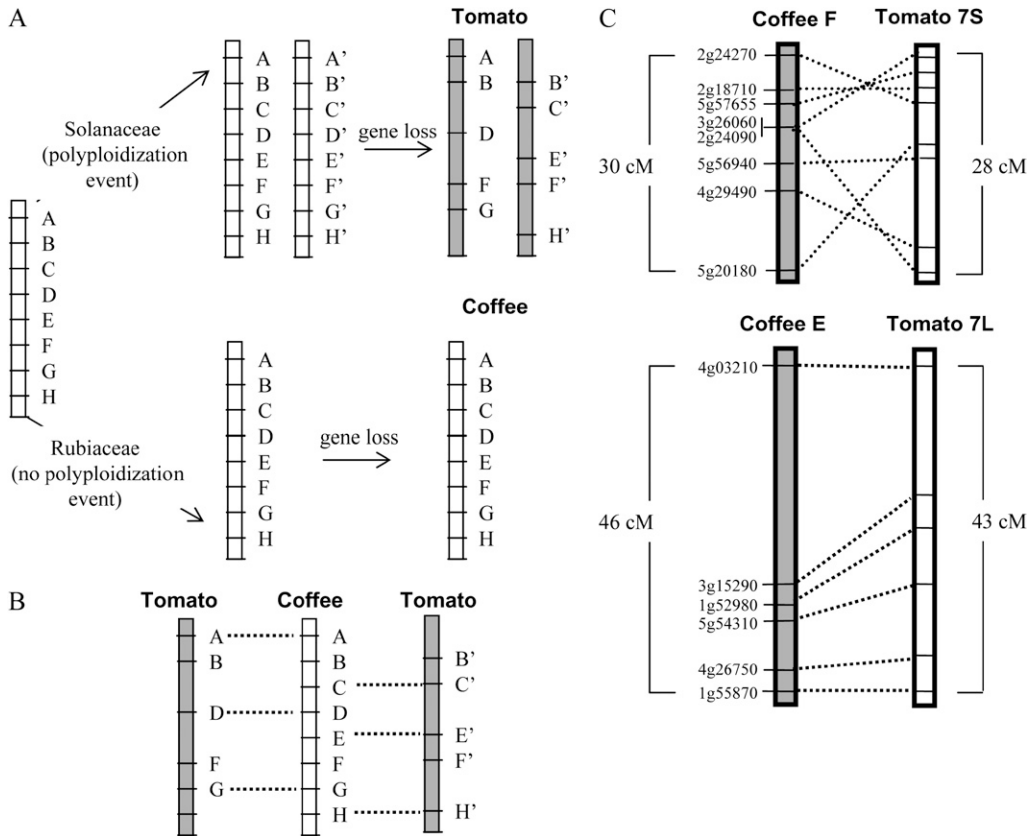 A
Solanaceae
(polyploidization
event)
A
B
C
D
E
F
G
H
A’
B’
C’
D’
E’
F’
G’
H’
gene loss
Tomato
A
B
D
F
G
B’
C’
E’
F’
H’
A
B
C
D
E
F
G
H
Rubiaceae
(no polyploidization
event)
A
B
C
D
E
F
G
H
gene loss
Coffee
A
B
C
D
E
F
G
H
B
Tomato
Coffee
Tomato
A
B
D
F
G
A
B
C
D
E
F
G
H
B’
C’
E’
F’
H’
C
Coffee F
Tomato 7S
30 cM
2g24270
2g18710
5g57655
3g26060
2g24090
5g56940
4g29490
5g20180
28 cM
Coffee E
Tomato 7L
46 cM
4g03210
3g15290
1g52980
5g54310
4g26750
1g55870
43 cM